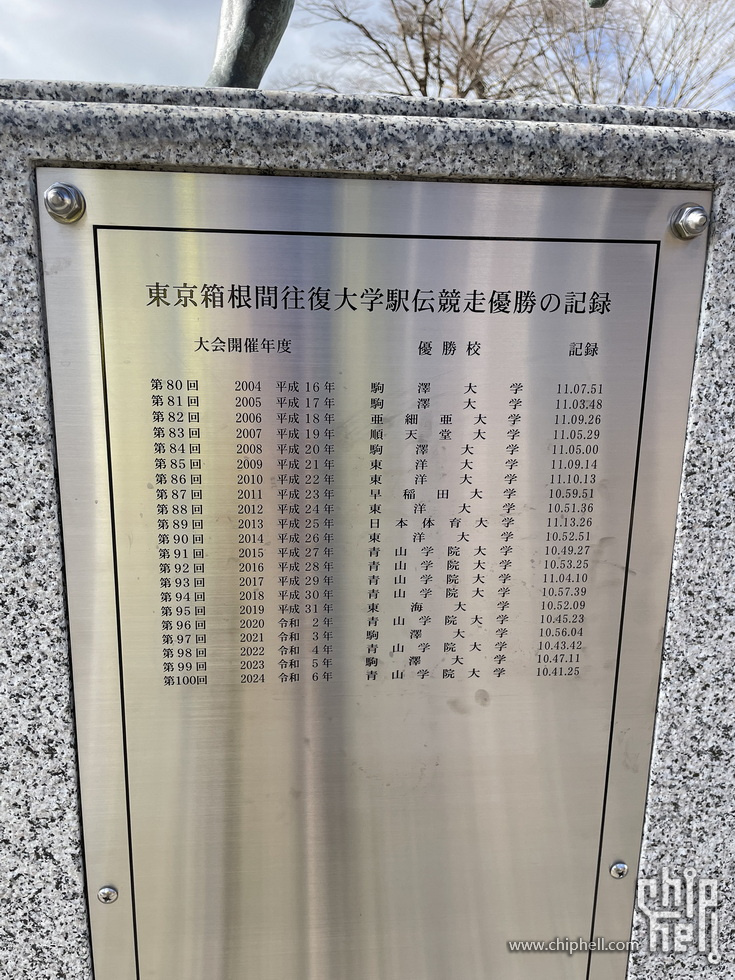 東京箱根間往復大学駅伝競走優勝の記録
大会開催年度 優勝校 記録
第80回 2004 平成16年 駒澤大学 11.07.51
第81回 2005 平成17年 駒澤大学 11.03.48
第82回 2006 平成18年 亜細亜大学 11.09.26
第83回 2007 平成19年 順天堂大学 11.05.29
第84回 2008 平成20年 駒澤大学 11.05.00
第85回 2009 平成21年 東洋大学 11.09.14
第86回 2010 平成22年 東洋大学 11.10.13
第87回 2011 平成23年 早稲田大学 10.59.51
第88回 2012 平成24年 東洋大学 10.51.36
第89回 2013 平成25年 日本体育大学 11.13.26
第90回 2014 平成26年 東洋大学 10.52.51
第91回 2015 平成27年 青山学院大学 10.49.27
第92回 2016 平成28年 青山学院大学 10.53.25
第93回 2017 平成29年 青山学院大学 11.04.10
第94回 2018 平成30年 青山学院大学 10.57.39
第95回 2019 平成31年 東海大学 10.52.09
第96回 2020 令和2年 青山学院大学 10.45.23
第97回 2021 令和3年 駒澤大学 10.56.04
第98回 2022 令和4年 青山学院大学 10.43.42
第99回 2023 令和5年 駒澤大学 10.47.11
第100回 2024 令和6年 青山学院大学 10.41.25
www.chiphell.com
chiphell